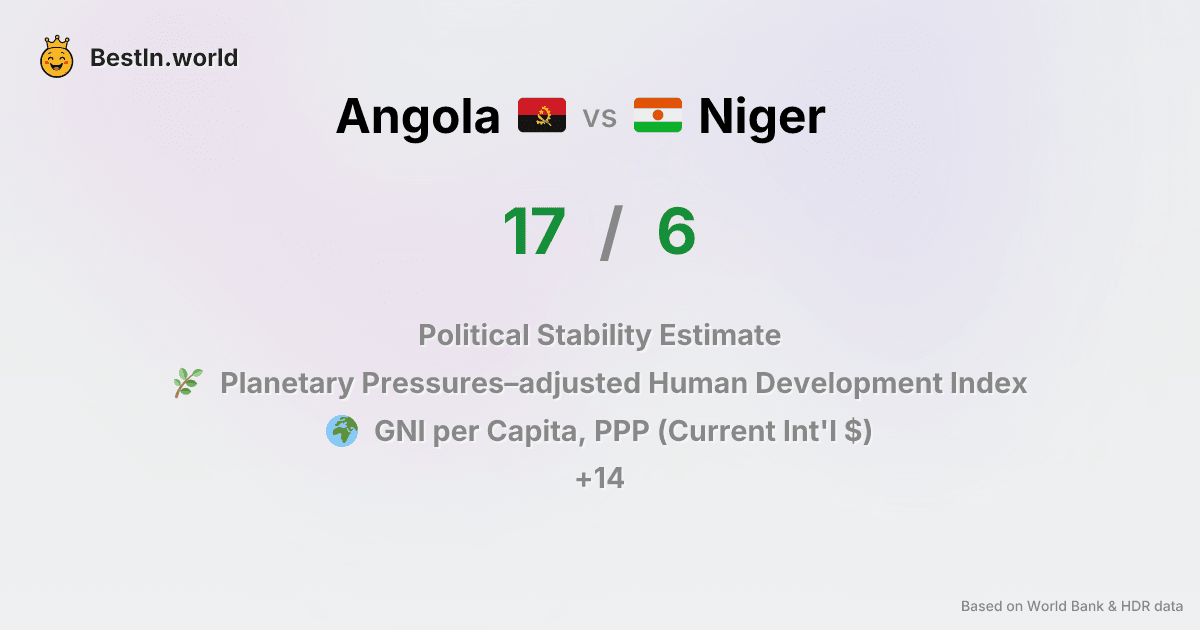 BestIn.world
Angola vs Niger
17 / 6
Political Stability Estimate
Planetary Pressures–adjusted Human Development Index
GNI per Capita, PPP (Current Int'l $)
+14
Based on World Bank & HDR data